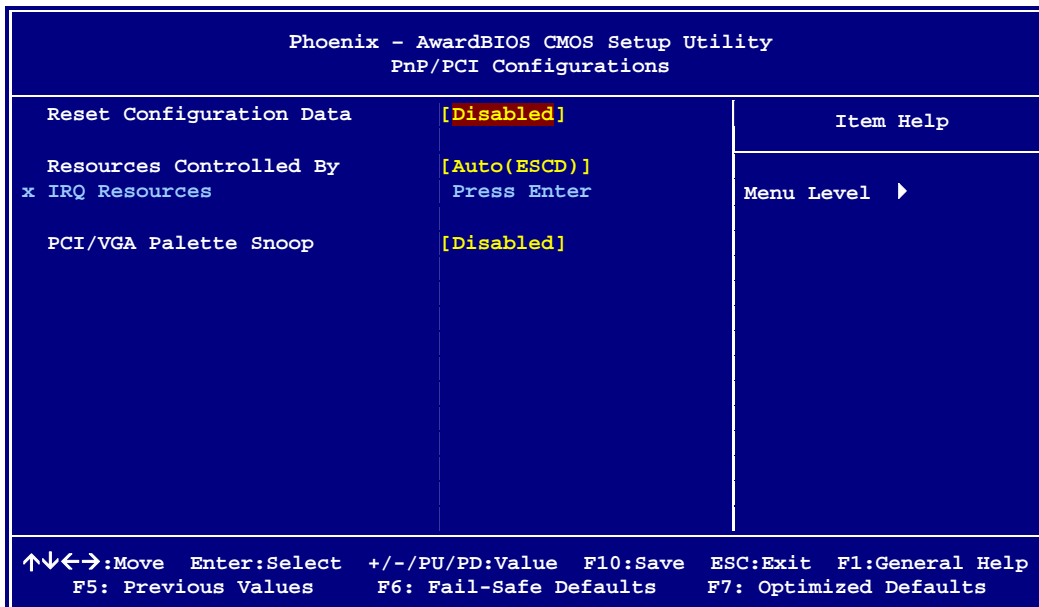 Phoenix – AwardBIOS CMOS Setup Utility
PnP/PCI Configurations
Reset Configuration Data [Disabled]
Item Help
Resources Controlled By [Auto(ESCD)]
x IRQ Resources Press Enter
Menu Level
PCI/VGA Palette Snoop [Disabled]
↑↓←→:Move Enter:Select +/-/PU/PD:Value F10:Save ESC:Exit F1:General Help
F5: Previous Values F6: Fail-Safe Defaults F7: Optimized Defaults